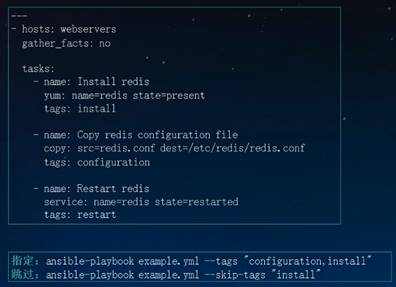 ---
- hosts: webservers
  gather_facts: no

  tasks:
    - name: Install redis
      yum: name=redis state=present
      tags: install

    - name: Copy redis configuration file
      copy: src=redis.conf dest=/etc/redis/redis.conf
      tags: configuration

    - name: Restart redis
      service: name=redis state=restarted
      tags: restart

指定: ansible-playbook example.yml --tags "configuration,install"
跳过: ansible-playbook example.yml --skip-tags "install"